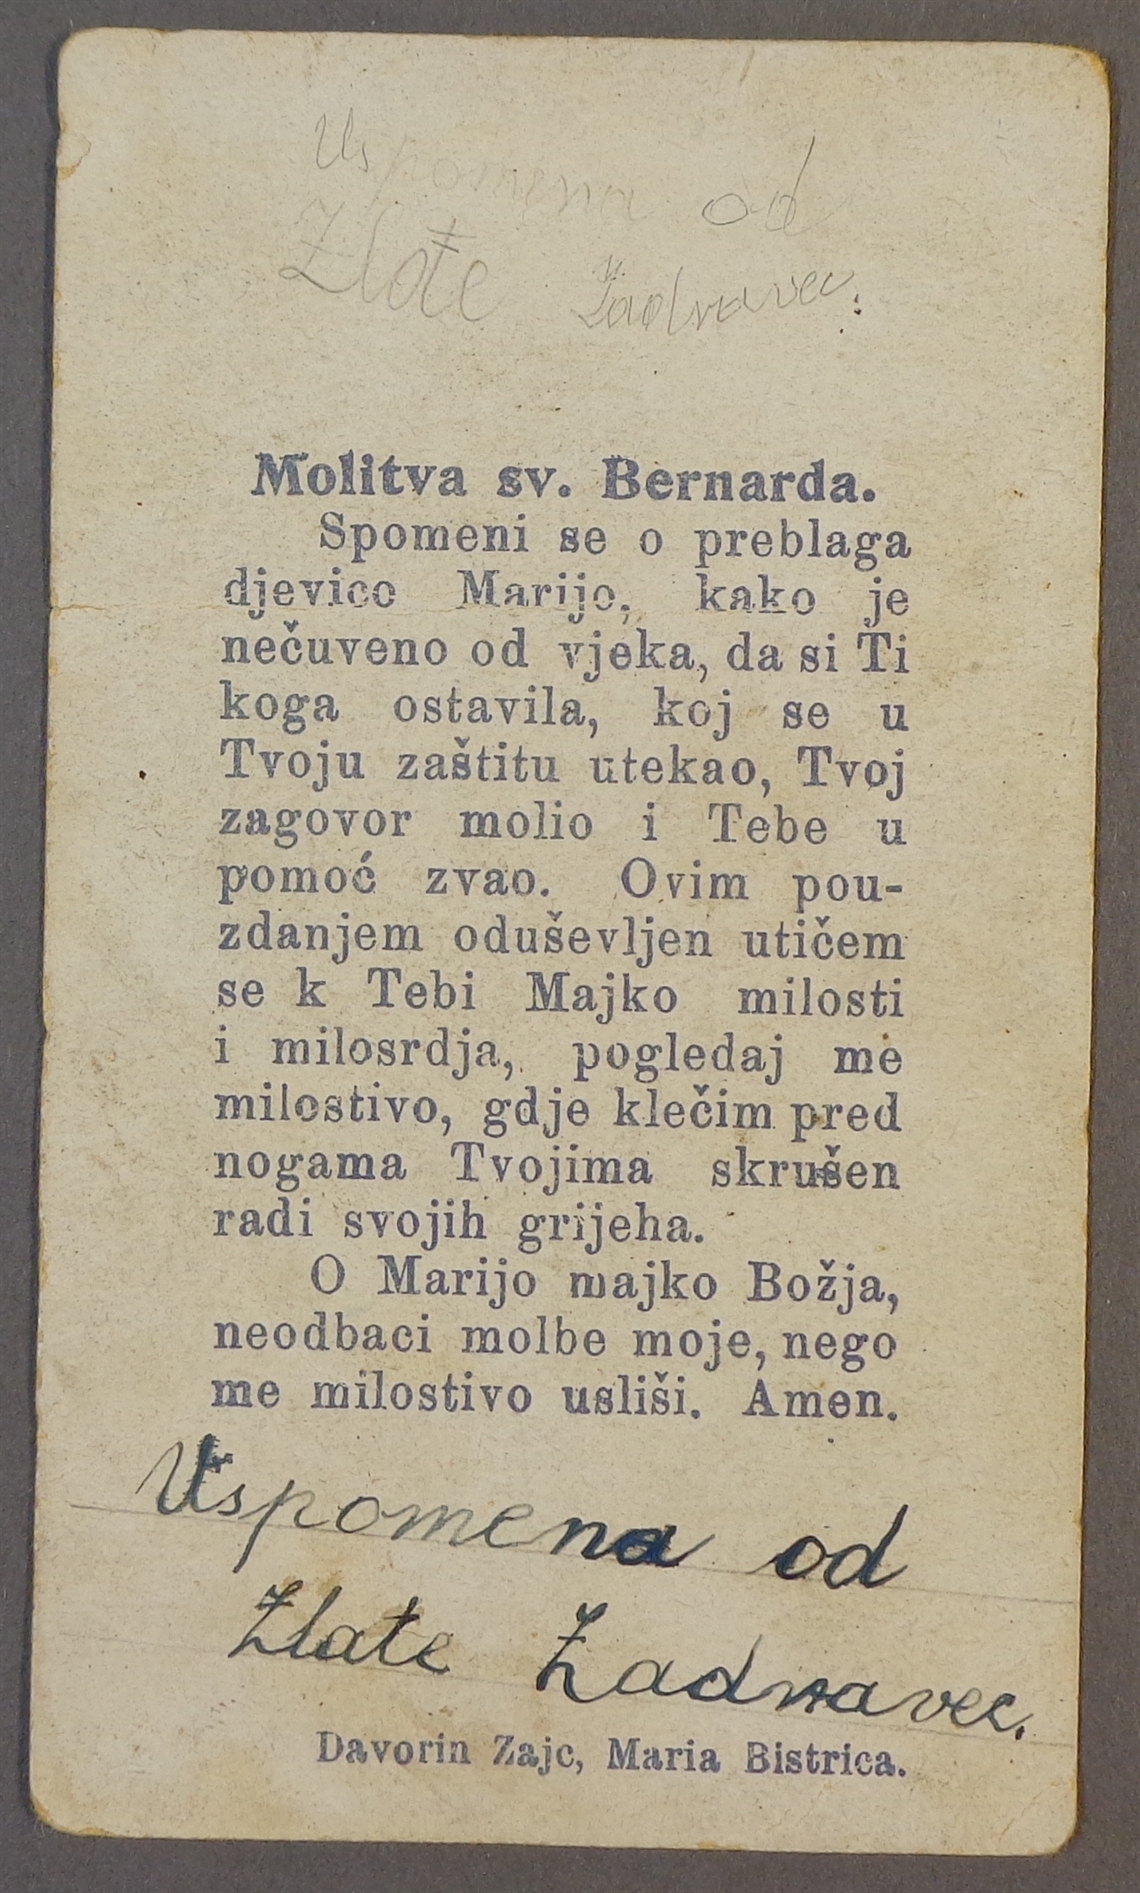 Uspomena od
Zlate Zadravec.
Molitva sv. Bernarda.
Spomeni se o preblaga
djevico Marijo, kako je
nečuveno od vjeka, da si Ti
koga ostavila, koj se u
Tvoju zaštitu utekao, Tvoj
zagovor molio i Tebe u
pomoć zvao. Ovim pou-
zdanjem oduševljen utičem
se k Tebi Majko milosti
i milosrdja, pogledaj me
milostivo, gdje klečim pred
nogama Tvojima skrušen
radi svojih grijeha.
O Marijo majko Božja,
neodbaci molbe moje, nego
me milostivo usliši. Amen.
Uspomena od
Zlate Zadravec.
Davorin Zajc, Maria Bistrica.